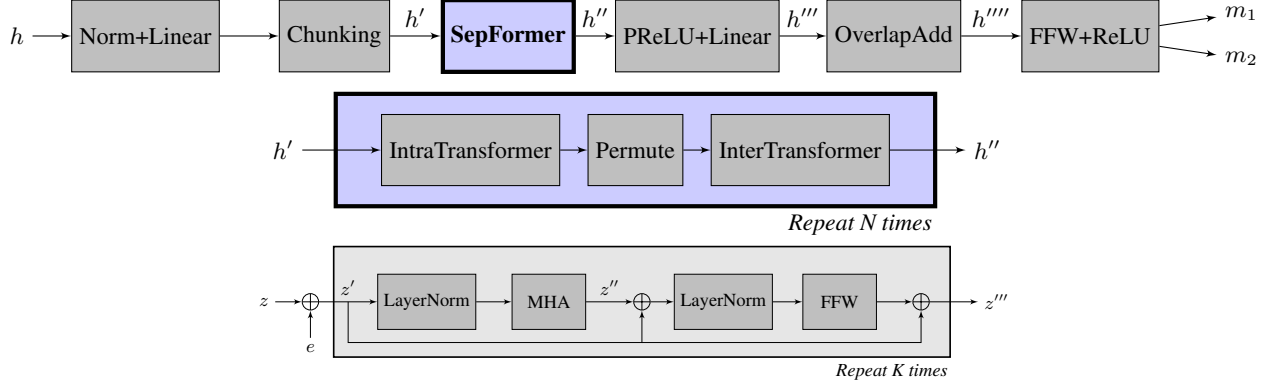 h Norm+Linear Chunking h′ SepFormer h′′ PReLU+Linear h′′′ OverlapAdd h′′′′ FFW+ReLU m₁
m₂
h′ IntraTransformer Permute InterTransformer h′′
Repeat N times
z z′ LayerNorm MHA z′′ LayerNorm FFW z′′′
e
Repeat K times